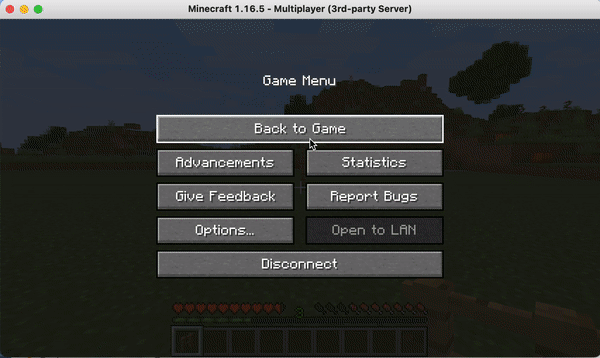 Minecraft 1.16.5 - Multiplayer (3rd-party Server)
Game Menu
Back to Game
Advancements
Statistics
Give Feedback
Report Bugs
Options...
Open to LAN
Disconnect
3